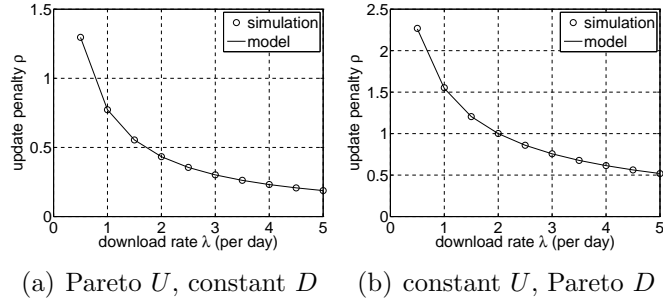 1.5
1
0.5
0
0 1 2 3 4 5
update penalty ρ
download rate λ (per day)
simulation
model
(a) Pareto U, constant D
2.5
2
1.5
1
0.5
0
0 1 2 3 4 5
update penalty ρ
download rate λ (per day)
simulation
model
(b) constant U, Pareto D